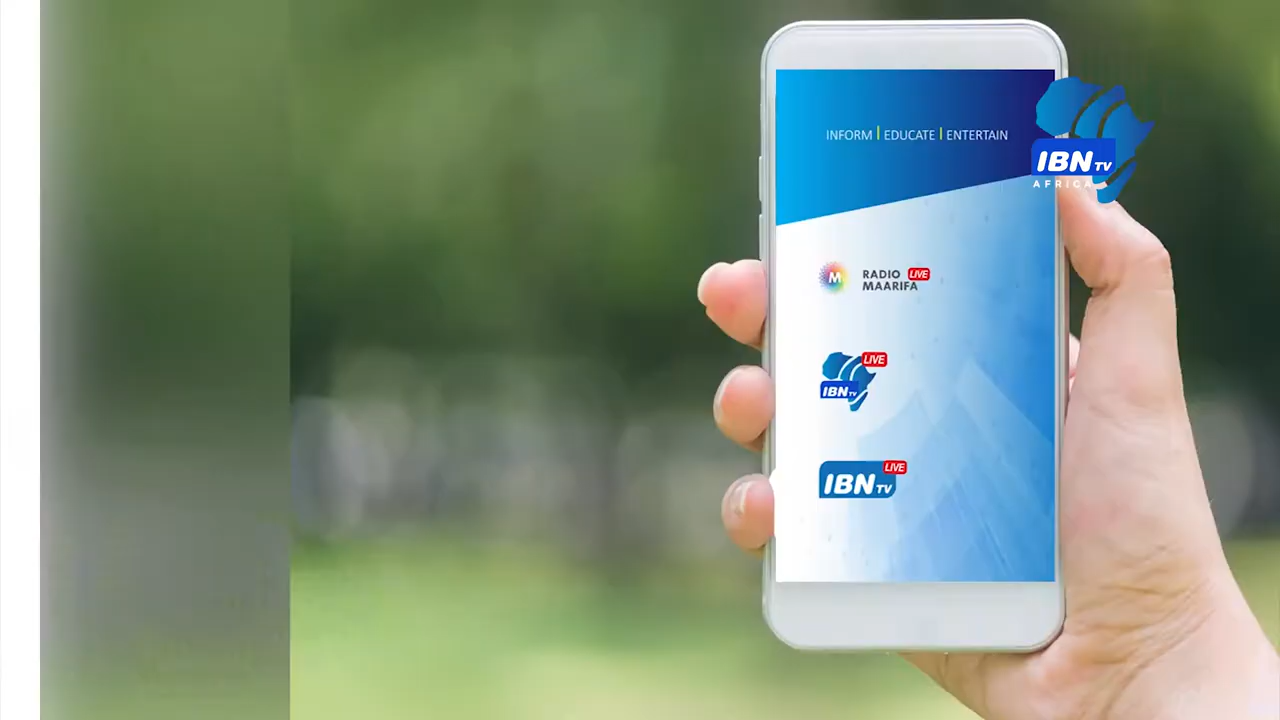 INFORM | EDUCATE | ENTERTAIN
IBN TV
AFRICA
RADIO LIVE
M
MAARIFA
LIVE
IBN TV
LIVE
IBN TV